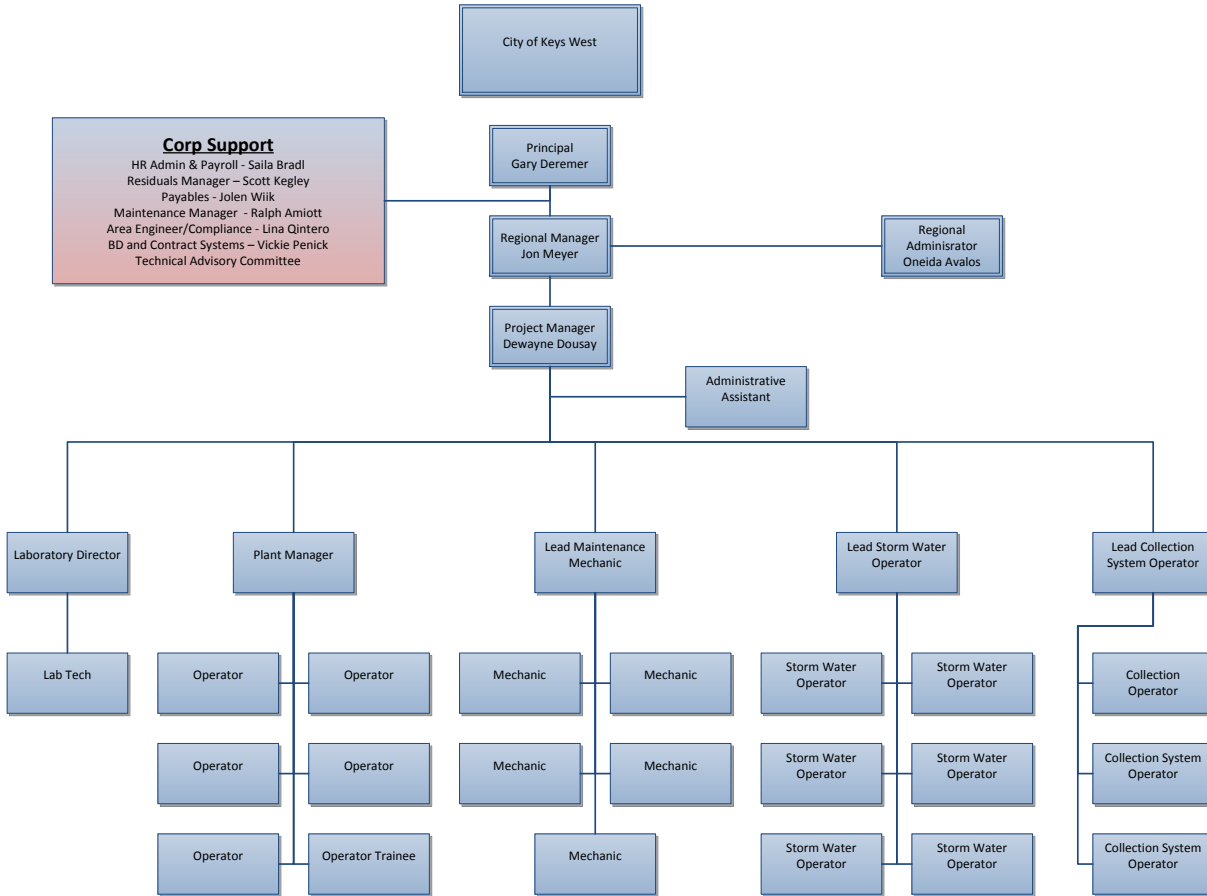 City of Keys West
Corp Support
HR Admin & Payroll - Saila Bradl
Residuals Manager – Scott Kegley
Payables - Jolen Wiik
Maintenance Manager  - Ralph Amiott
Area Engineer/Compliance - Lina Qintero
BD and Contract Systems – Vickie Penick
Technical Advisory Committee
Principal
Gary Deremer
Regional Manager
Jon Meyer
Regional
Adminisrator
Oneida Avalos
Project Manager
Dewayne Dousay
Administrative
Assistant
Laboratory Director
Plant Manager
Lead Maintenance
Mechanic
Lead Storm Water
Operator
Lead Collection
System Operator
Lab Tech
Operator
Operator
Mechanic
Mechanic
Storm Water
Operator
Storm Water
Operator
Collection
Operator
Operator
Operator
Mechanic
Mechanic
Storm Water
Operator
Storm Water
Operator
Collection System
Operator
Operator
Operator Trainee
Mechanic
Storm Water
Operator
Storm Water
Operator
Collection System
Operator